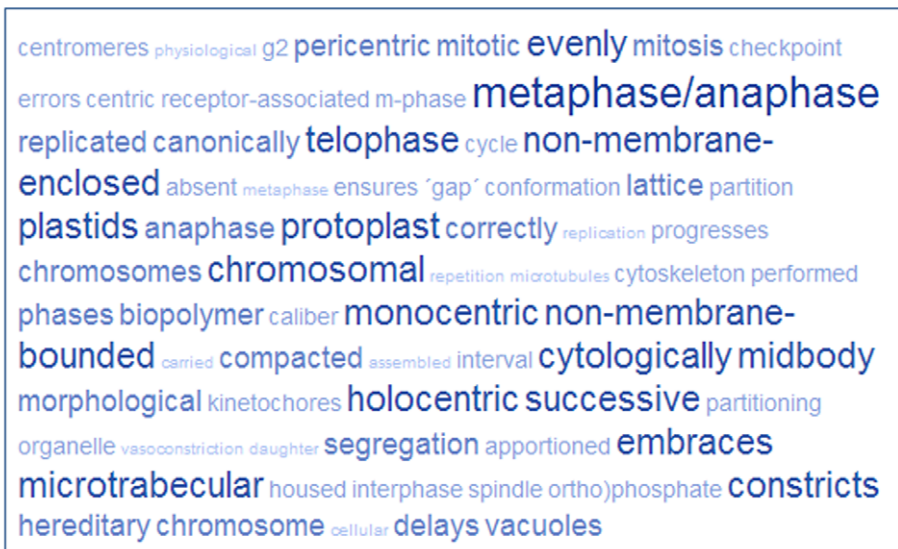 centromeres physiological g2 pericentric mitotic evenly mitosis checkpoint
errors centric receptor-associated m-phase metaphase/anaphase
replicated canonically telophase cycle non-membrane-
enclosed absent metaphase ensures ´gap´ conformation lattice partition
plastids anaphase protoplast correctly replication progresses
chromosomes chromosomal repetition microtubules cytoskeleton performed
phases biopolymer caliber monocentric non-membrane-
bounded carried compacted assembled interval cytologically midbody
morphological kinetochores holocentric successive partitioning
organelle vasoconstriction daughter segregation apportioned embraces
microtrabecular housed interphase spindle ortho)phosphate constricts
hereditary chromosome cellular delays vacuoles